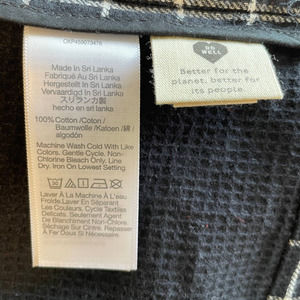 Made In Sri Lanka
Fabriqué Au Sri Lanka
Hergestellt In Sri Lanka
Vervaardigd In Sri Lanka
スリランカ製
hecho en sri lanka
100% Cotton /Coton /
Baumwolle /Katoen / 綿 /
algodón
Machine Wash Cold With Like
Colors. Gentle Cycle. Non-
Chlorine Bleach Only. Line
Dry. Iron On Lowest Setting
Laver À La Machine À L'eau
Froide. Laver En Séparant
Les Couleurs. Cycle Textiles
Délicats. Seulement Agent
De Blanchiment Non-Chloré.
Séchage Sur Corde. Repasser
À Fer Doux Si Nécessaire.
DO
WELL
Better for the
planet, better for
its people.